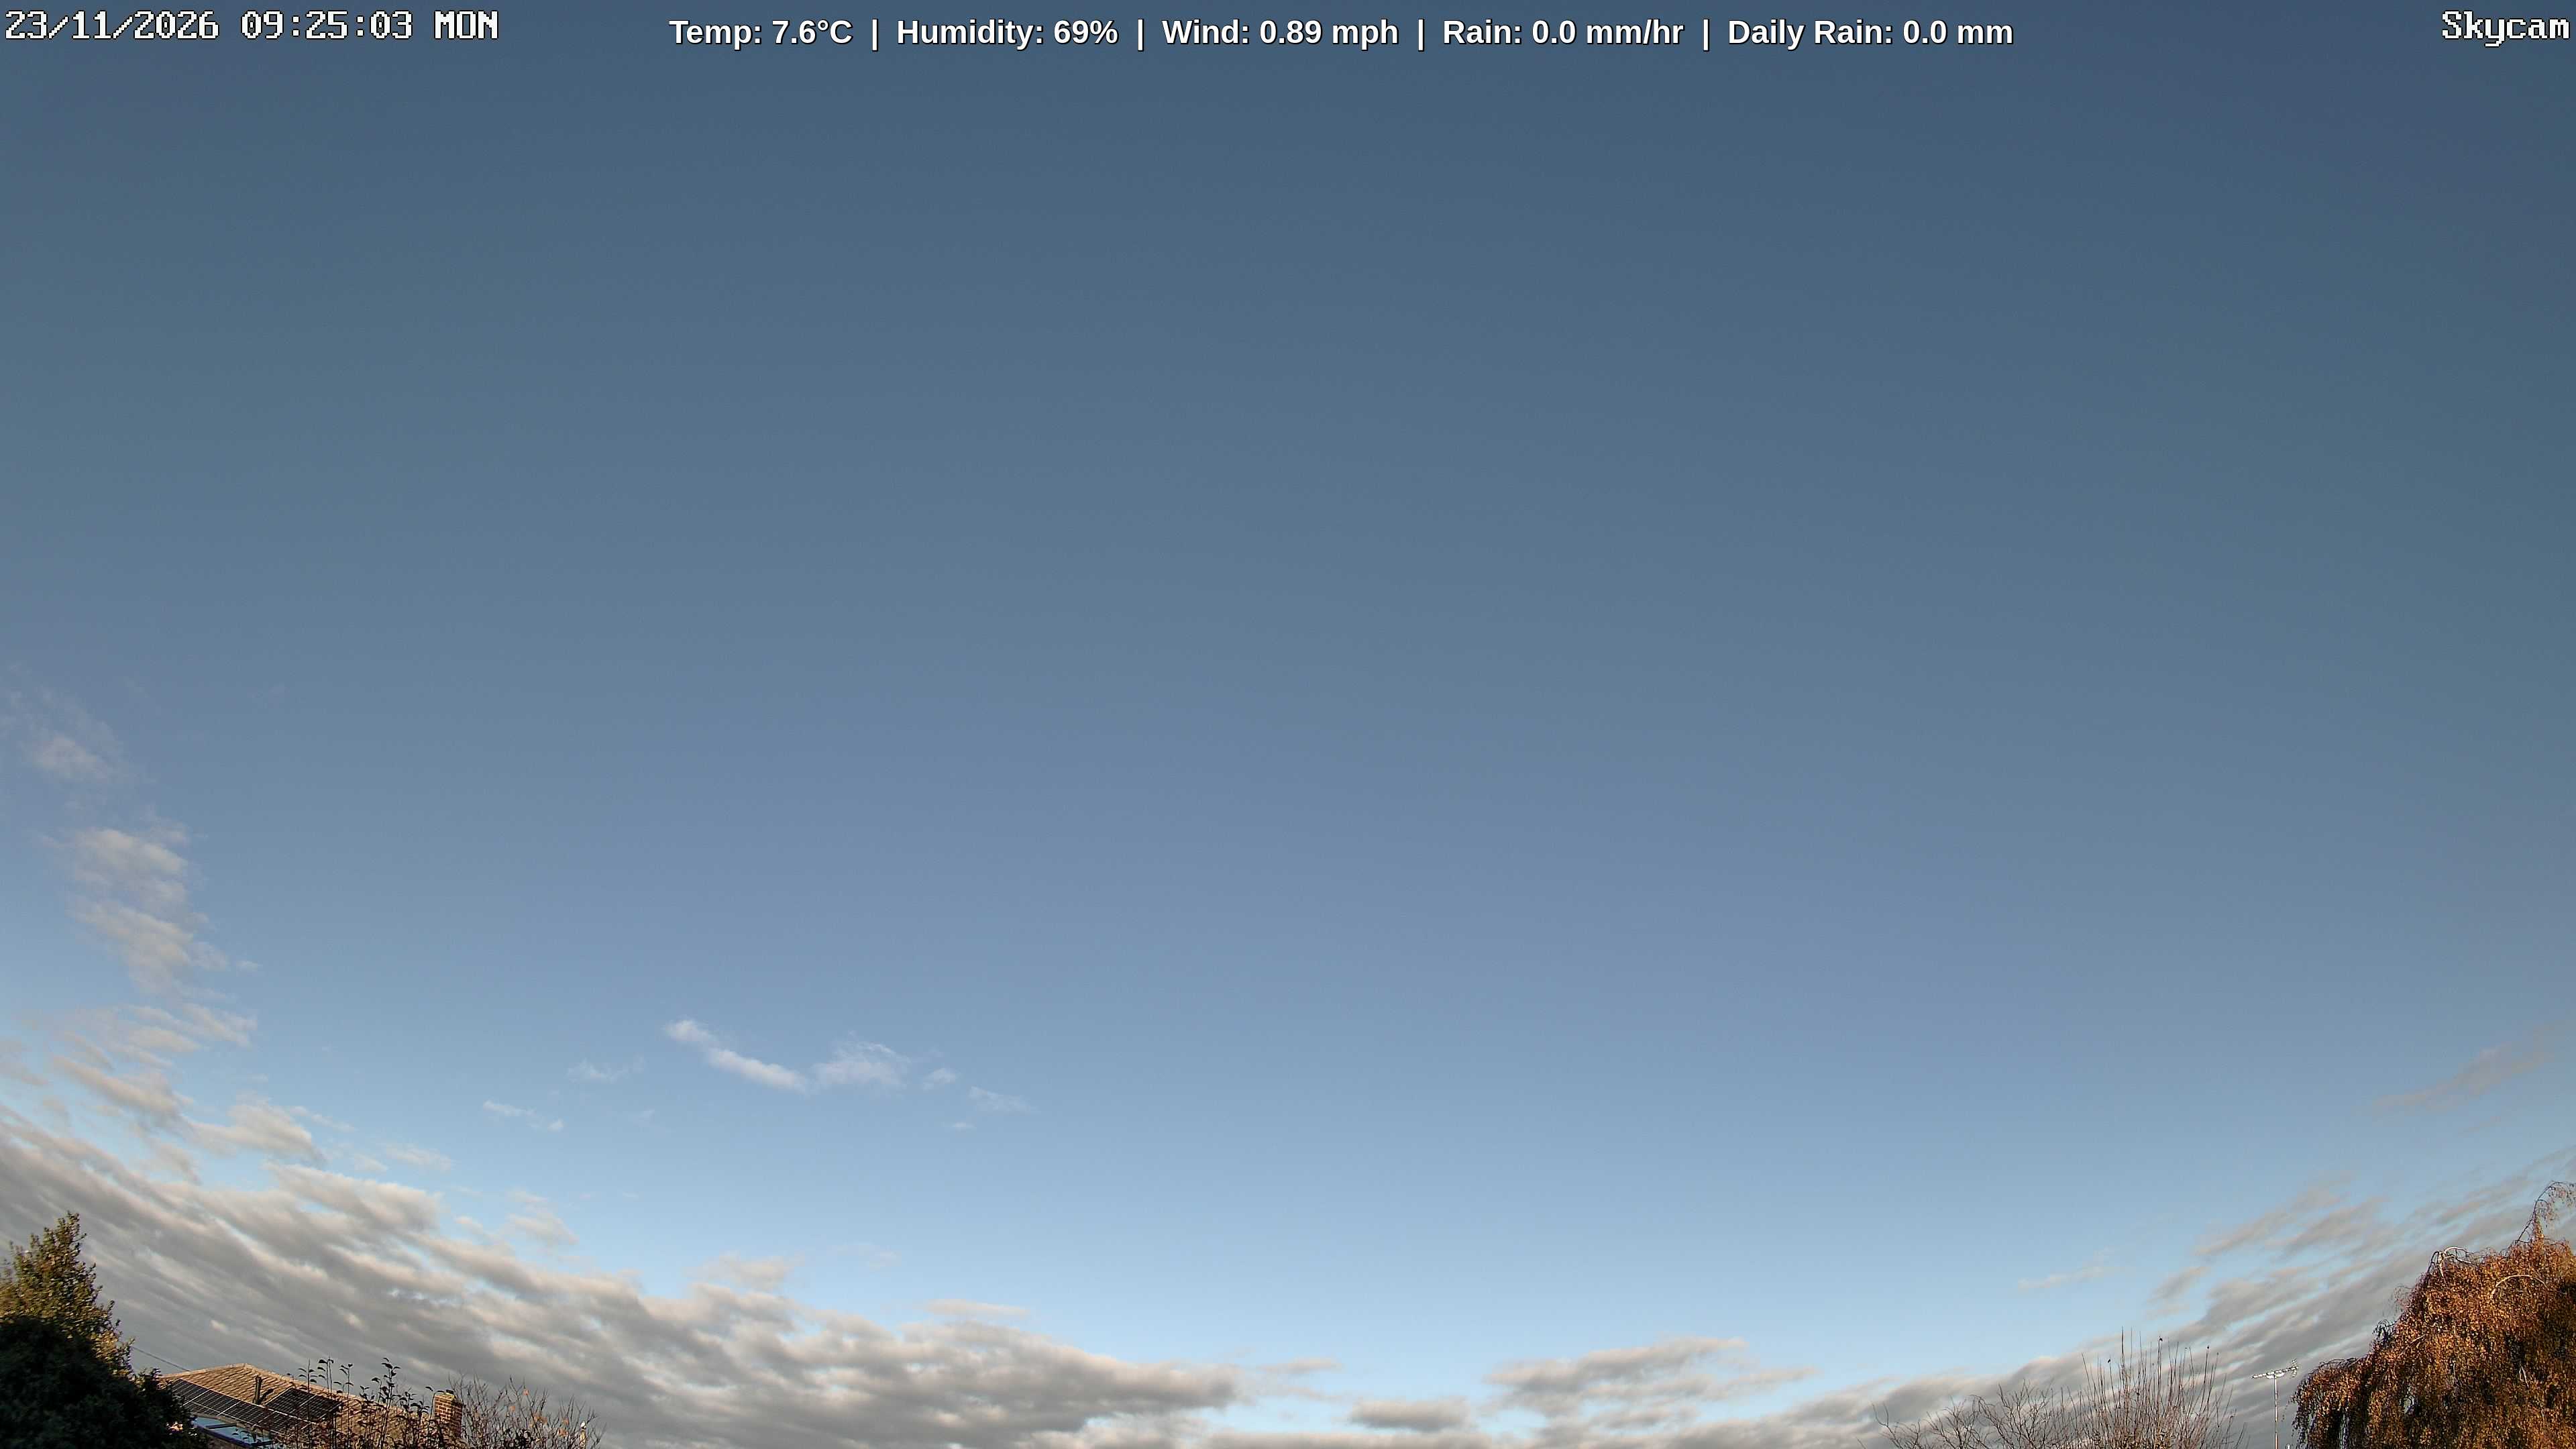 23/11/2026 09:25:03 MON
Temp: 7.6°C | Humidity: 69% | Wind: 0.89 mph | Rain: 0.0 mm/hr | Daily Rain: 0.0 mm
Skycam